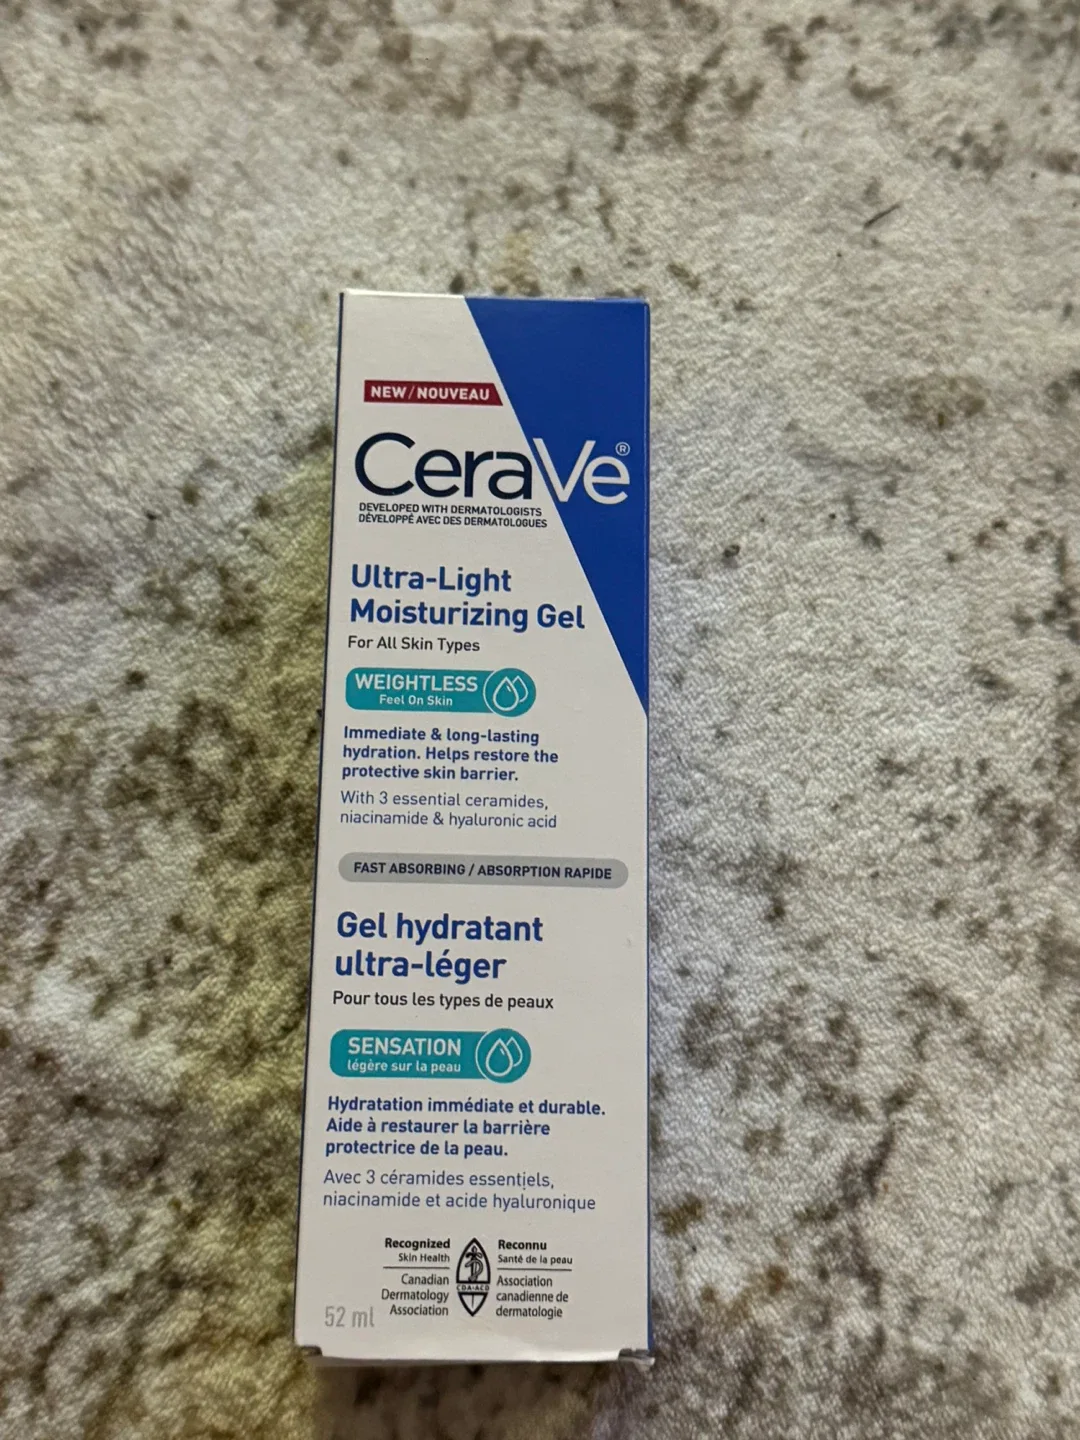 NEW/NOUVEAU
CeraVe®
DEVELOPED WITH DERMATOLOGISTS
DÉVELOPPÉ AVEC DES DERMATOLOGUES
Ultra-Light
Moisturizing Gel
For All Skin Types
WEIGHTLESS
Feel On Skin
Immediate & long-lasting
hydration. Helps restore the
protective skin barrier.
With 3 essential ceramides,
niacinamide & hyaluronic acid
FAST ABSORBING / ABSORPTION RAPIDE
Gel hydratant
ultra-léger
Pour tous les types de peaux
SENSATION
légère sur la peau
Hydratation immédiate et durable.
Aide à restaurer la barrière
protectrice de la peau.
Avec 3 céramides essentiels,
niacinamide et acide hyaluronique
Recognized
Skin Health
Canadian
Dermatology
Association
CDA-ACD
Reconnu
Santé de la peau
Association
canadienne de
dermatologie
52 ml